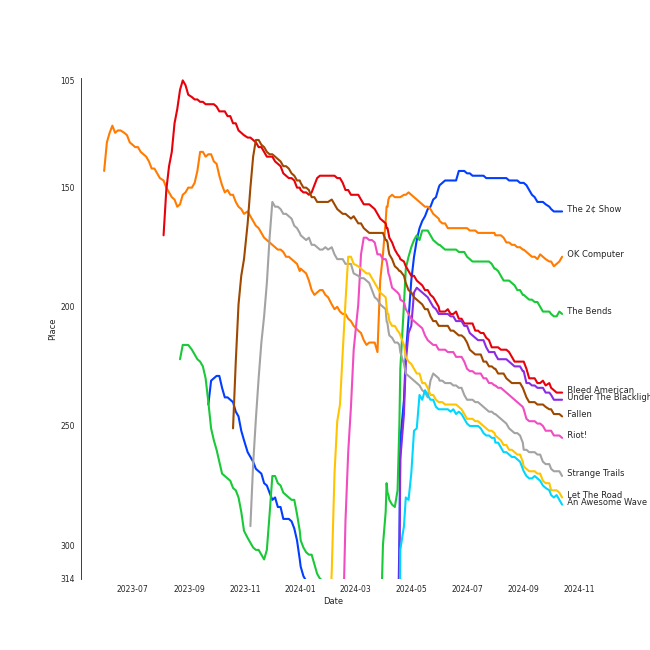 105
150
200
250
300
314
Place
2023-07
2023-09
2023-11
2024-01
2024-03
2024-05
2024-07
2024-09
2024-11
Date
The 2¢ Show
OK Computer
The Bends
Bleed American
Under The Blackligh
Fallen
Riot!
Strange Trails
Let The Road
An Awesome Wave